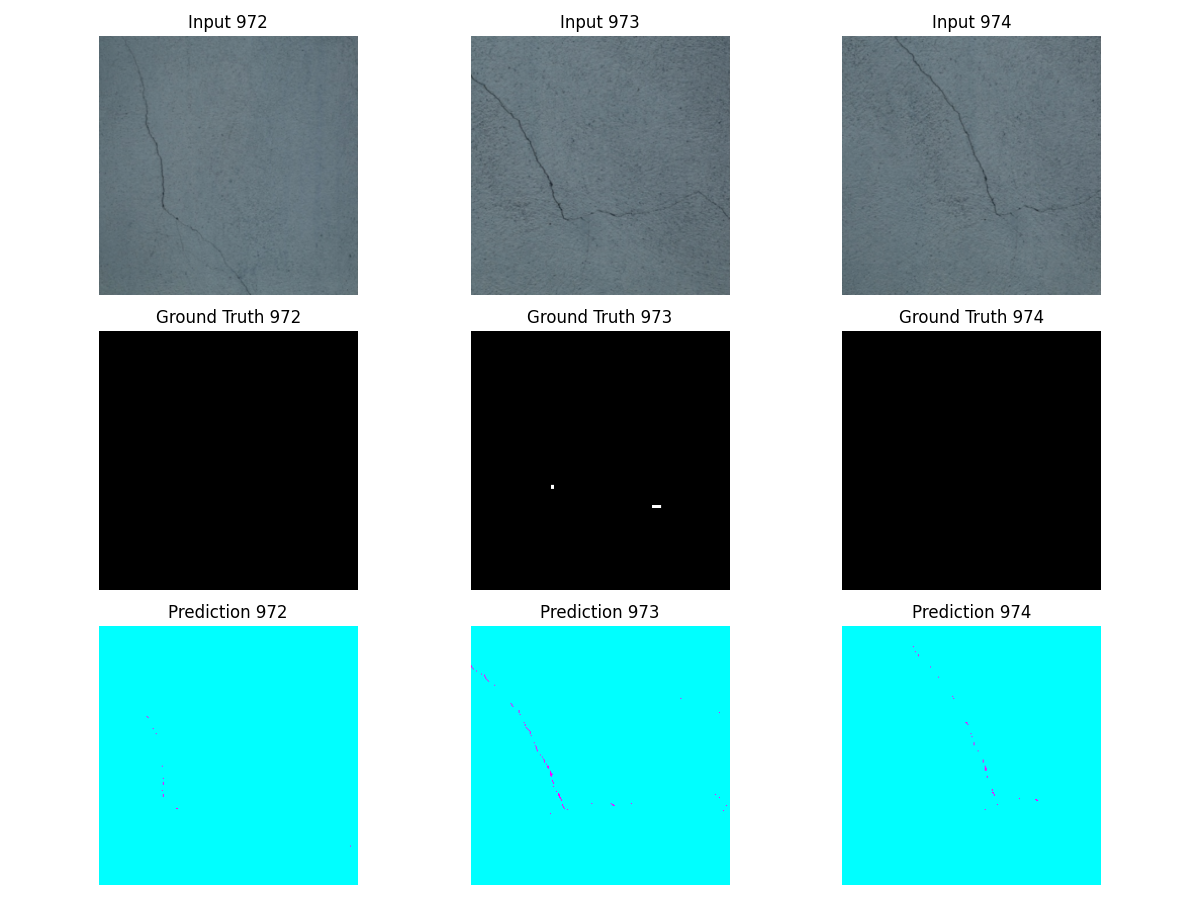 Input 972
Input 973
Input 974
Ground Truth 972
Ground Truth 973
Ground Truth 974
Prediction 972
Prediction 973
Prediction 974